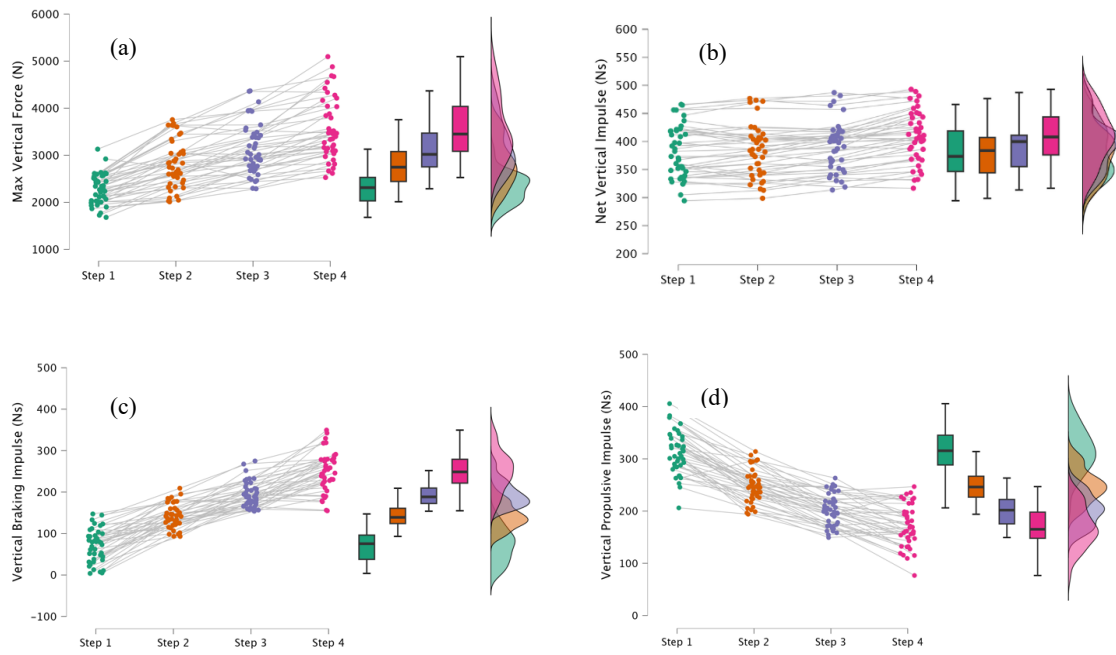 (a)
Max Vertical Force (N)
6000
5000
4000
3000
2000
1000
Step 1 Step 2 Step 3 Step 4
(b)
Net Vertical Impulse (Ns)
600
550
500
450
400
350
300
250
200
Step 1 Step 2 Step 3 Step 4
(c)
Vertical Braking Impulse (Ns)
500
400
300
200
100
0
−100
Step 1 Step 2 Step 3 Step 4
(d)
Vertical Propulsive Impulse (Ns)
500
400
300
200
100
0
Step 1 Step 2 Step 3 Step 4